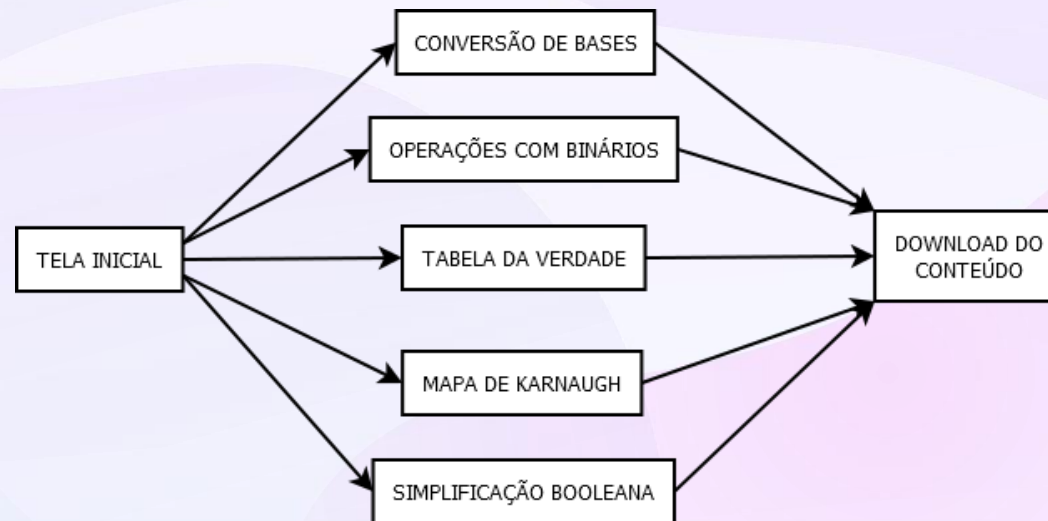 CONVERSÃO DE BASES
OPERAÇÕES COM BINÁRIOS
TELA INICIAL
TABELA DA VERDADE
DOWNLOAD DO
CONTEÚDO
MAPA DE KARNAUGH
SIMPLIFICAÇÃO BOOLEANA